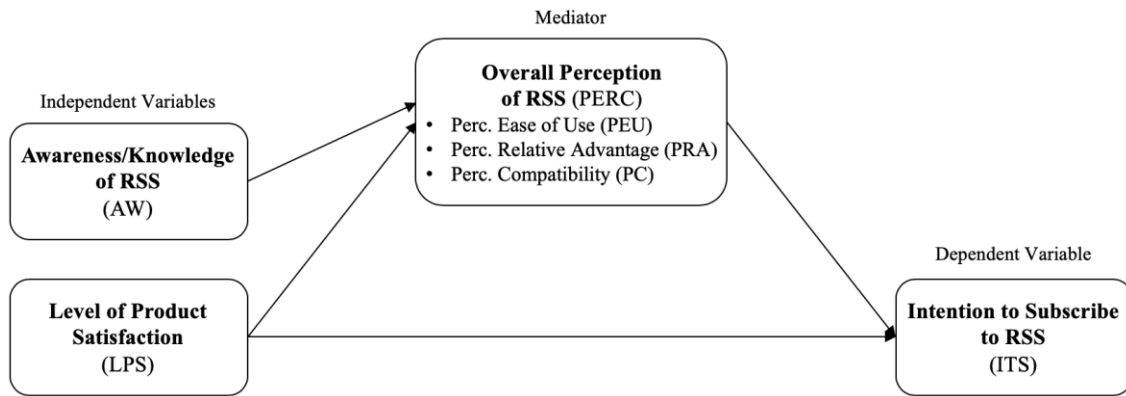 Mediator
Overall Perception
of RSS (PERC)
• Perc. Ease of Use (PEU)
• Perc. Relative Advantage (PRA)
• Perc. Compatibility (PC)
Independent Variables
Awareness/Knowledge
of RSS
(AW)
Level of Product
Satisfaction
(LPS)
Dependent Variable
Intention to Subscribe
to RSS
(ITS)